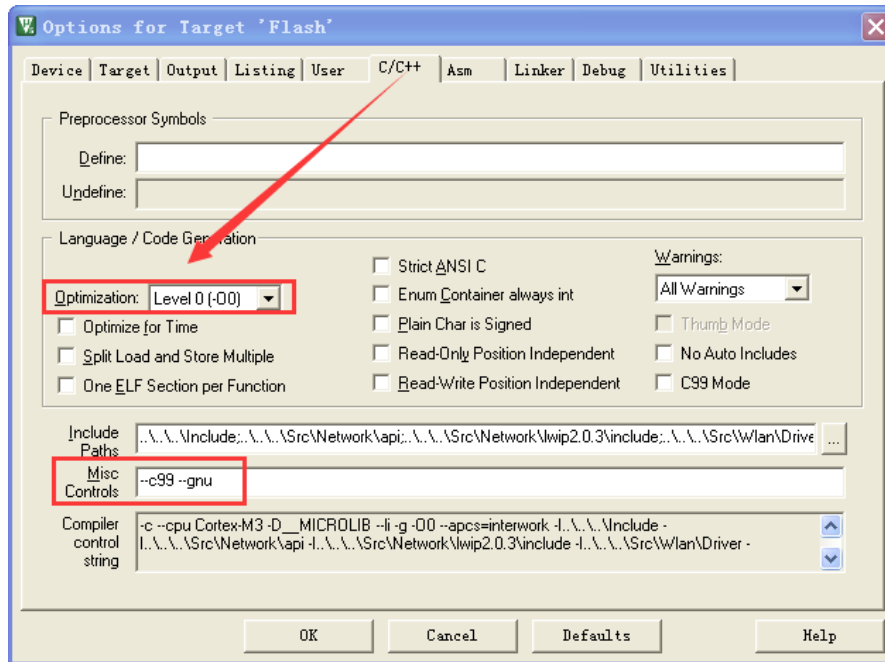 Options for Target 'Flash'
Device Target Output Listing User C/C++ Asm Linker Debug Utilities
Preprocessor Symbols
Define:
Undefine:
Language / Code Generation
Optimization: Level 0 (-O0)
Optimize for Time
Split Load and Store Multiple
One ELF Section per Function
Strict ANSI C
Enum Container always int
Plain Char is Signed
Read-Only Position Independent
Read-Write Position Independent
Warnings:
All Warnings
Thumb Mode
No Auto Includes
C99 Mode
Include Paths ..\..\..\Include;..\..\..\Src\Network\api;..\..\..\Src\Network\lwip2.0.3\include;..\..\..\Src\Wlan\Drive ...
Misc Controls --c99 --gnu
Compiler control string
-c --cpu Cortex-M3 -D__MICROLIB --li -g -O0 --apcs=interwork -I..\..\..\Include -
I..\..\..\Src\Network\api -I..\..\..\Src\Network\lwip2.0.3\include -I..\..\..\Src\Wlan\Driver -
OK Cancel Defaults Help